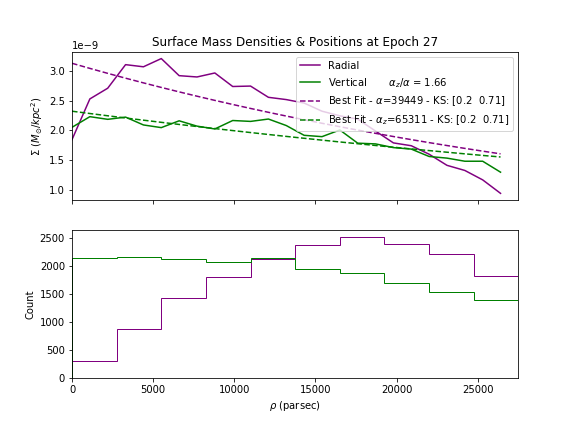 Surface Mass Densities & Positions at Epoch 27
1e−9
Σ (M⊙/kpc²)
3.0
2.5
2.0
1.5
1.0
Radial
Vertical αz/α = 1.66
Best Fit - α=39449 - KS: [0.2 0.71]
Best Fit - αz=65311 - KS: [0.2 0.71]
Count
2500
2000
1500
1000
500
0
0 5000 10000 15000 20000 25000
ρ (parsec)